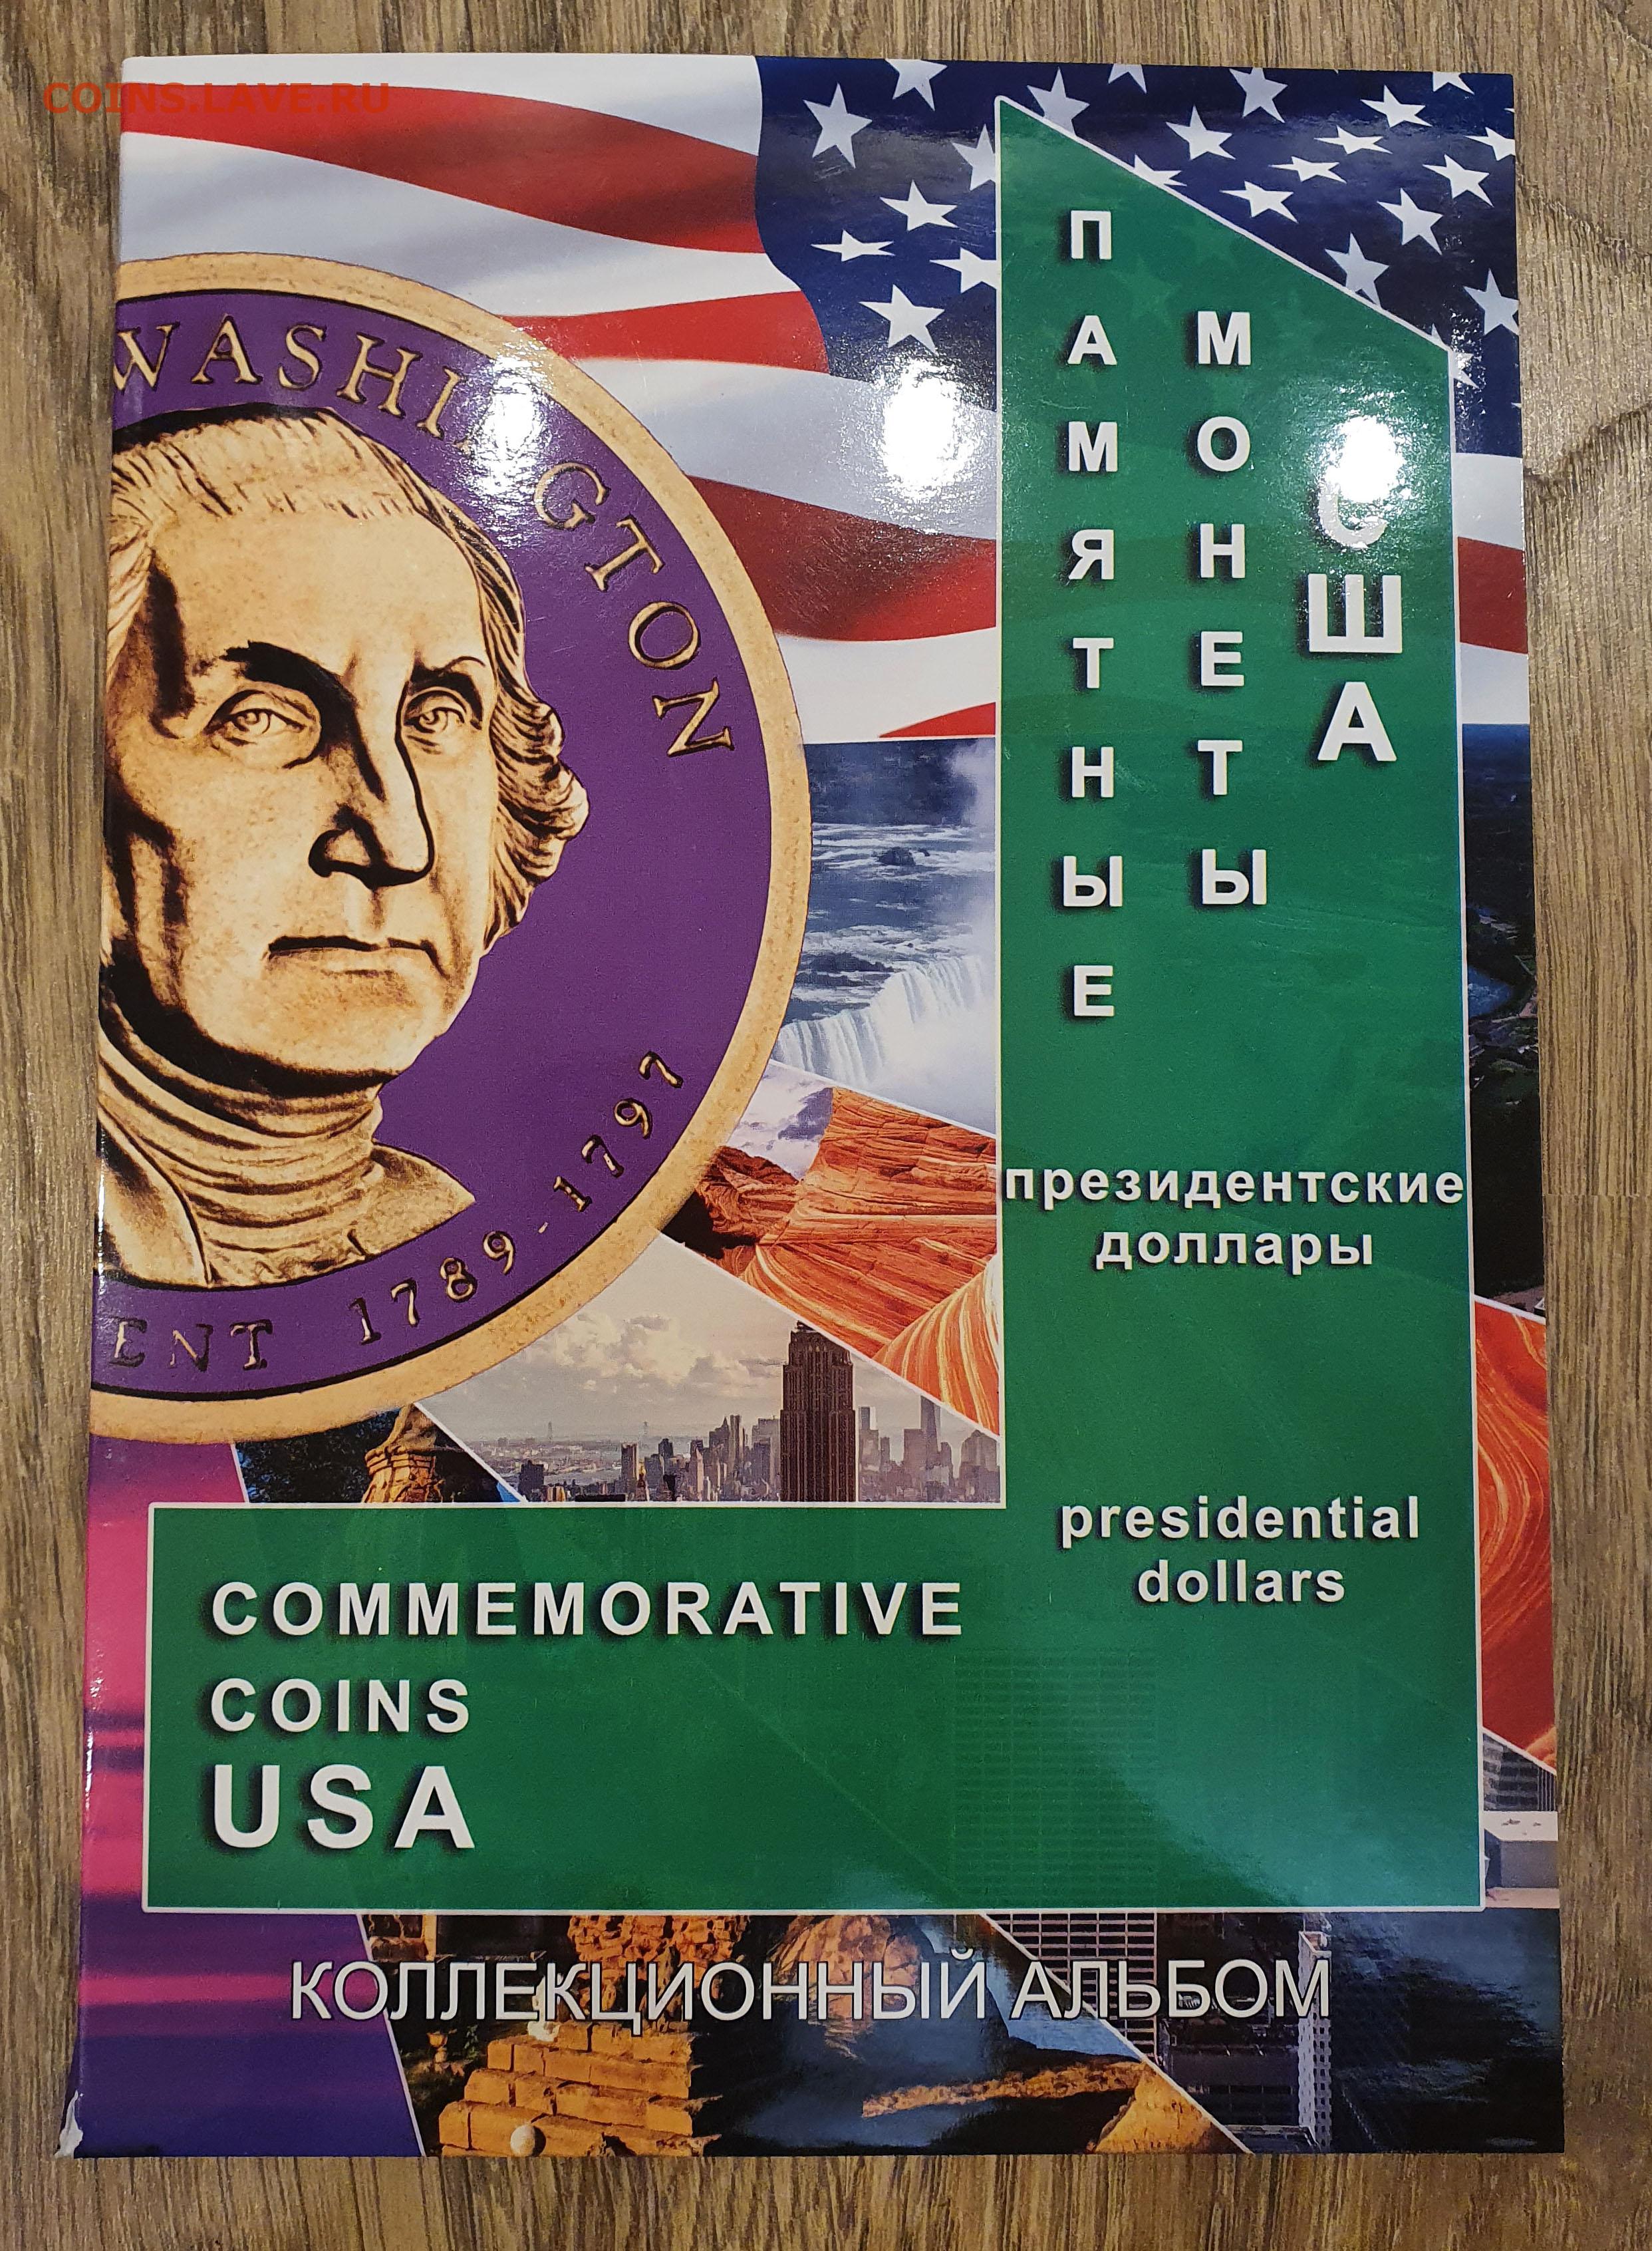 COINS.LAVE.RU
WASHINGTON
ENT 1789-1797
ПАМЯТНЫЕ
МОНЕТЫ
США
президентские
доллары
presidential
dollars
COMMEMORATIVE
COINS
USA
КОЛЛЕКЦИОННЫЙ АЛЬБОМ